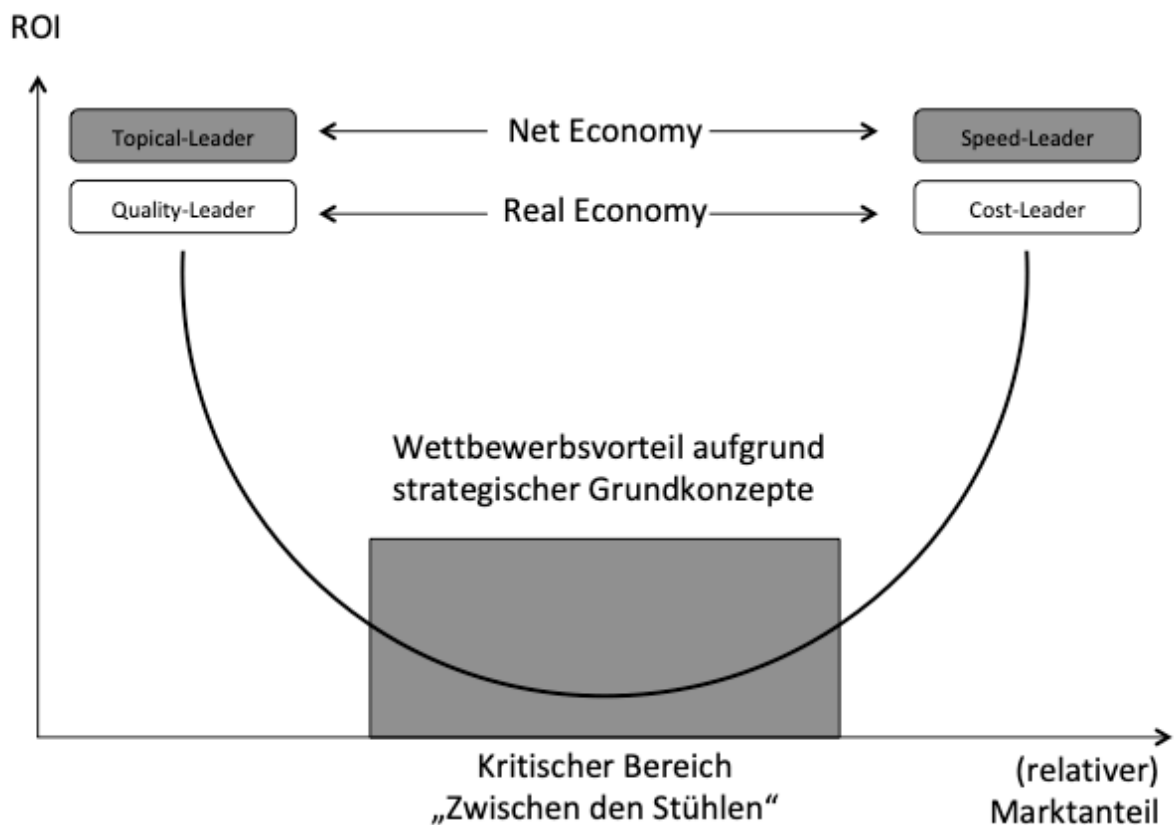 ROI
Topical-Leader
Net Economy
Speed-Leader
Quality-Leader
Real Economy
Cost-Leader
Wettbewerbsvorteil aufgrund
strategischer Grundkonzepte
Kritischer Bereich
„Zwischen den Stühlen“
(relativer)
Marktanteil